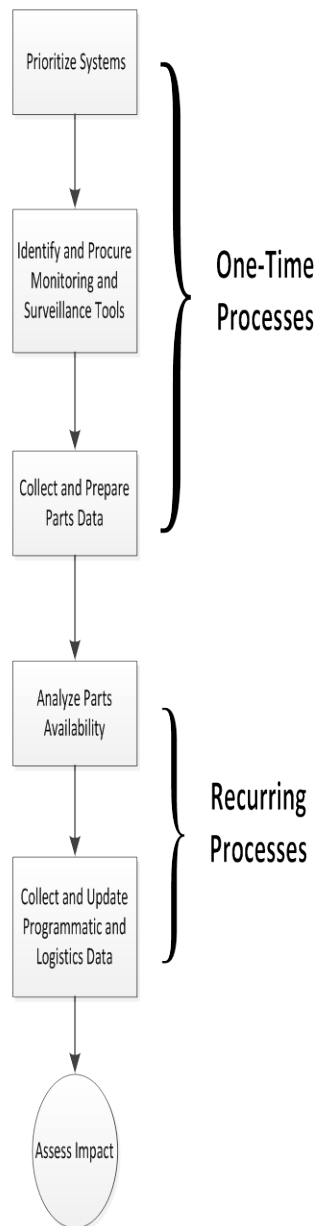 Prioritize Systems
Identify and Procure
Monitoring and
Surveillance Tools
One-Time
Processes
Collect and Prepare
Parts Data
Analyze Parts
Availability
Recurring
Processes
Collect and Update
Programmatic and
Logistics Data
Assess Impact